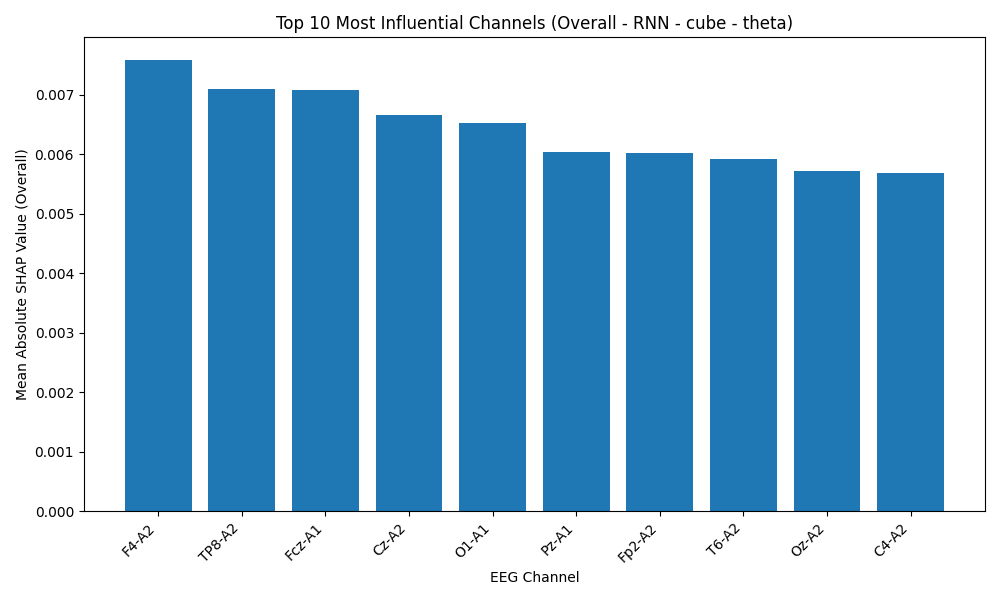 Top 10 Most Influential Channels (Overall - RNN - cube - theta)
Mean Absolute SHAP Value (Overall)
0.007
0.006
0.005
0.004
0.003
0.002
0.001
0.000
F4-A2
TP8-A2
Fcz-A1
Cz-A2
O1-A1
Pz-A1
Fp2-A2
T6-A2
Oz-A2
C4-A2
EEG Channel